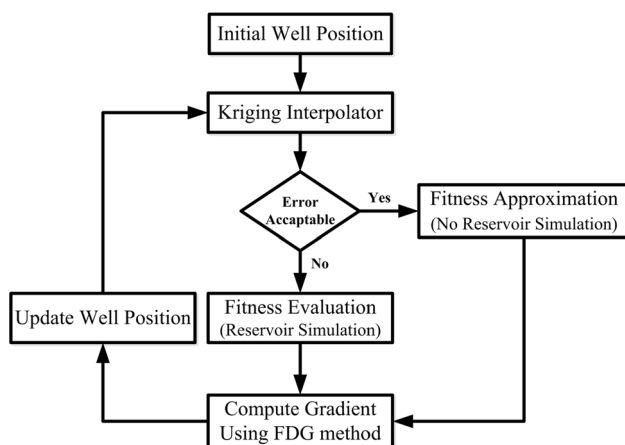 Initial Well Position
Kriging Interpolator
Error
Accaptable
Yes
Fitness Approximation
(No Reservoir Simulation)
No
Fitness Evaluation
(Reservoir Simulation)
Update Well Position
Compute Gradient
Using FDG method